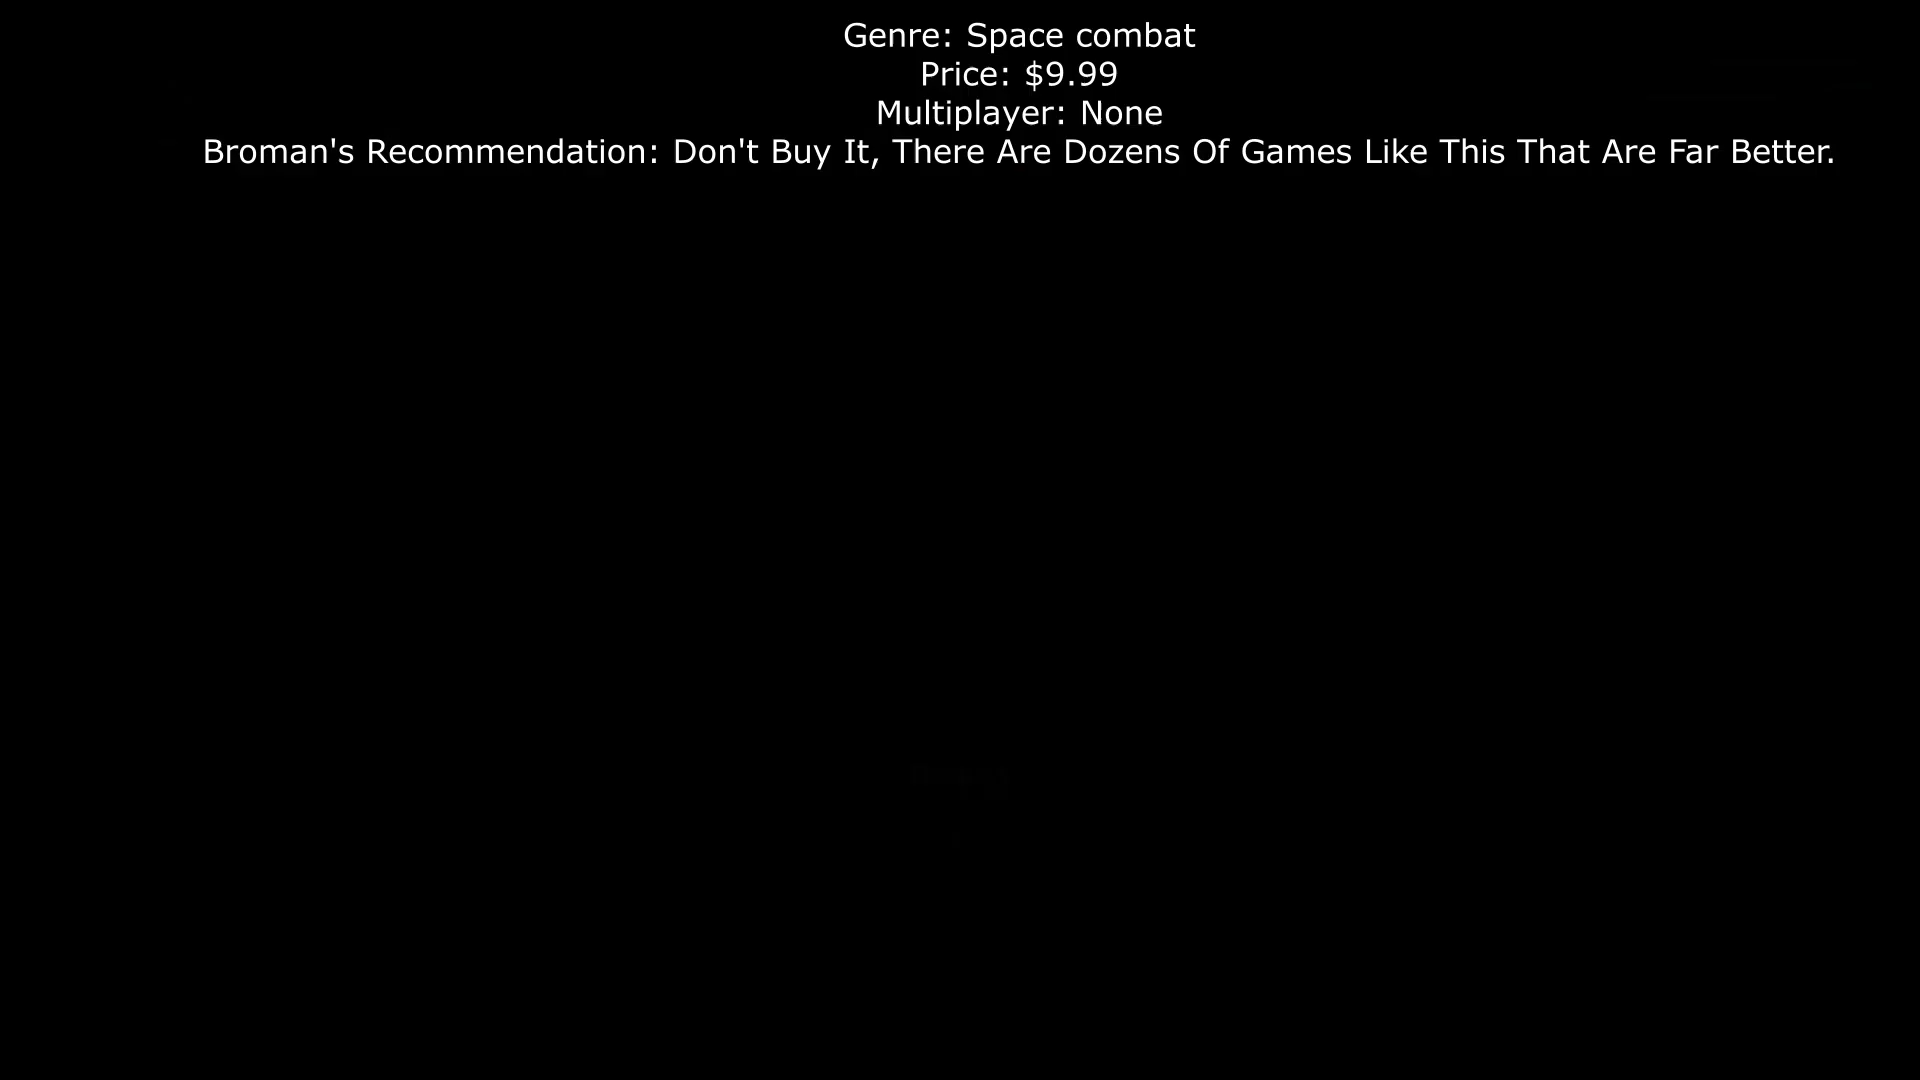 Genre: Space combat
Price: $9.99
Multiplayer: None
Broman's Recommendation: Don't Buy It, There Are Dozens Of Games Like This That Are Far Better.